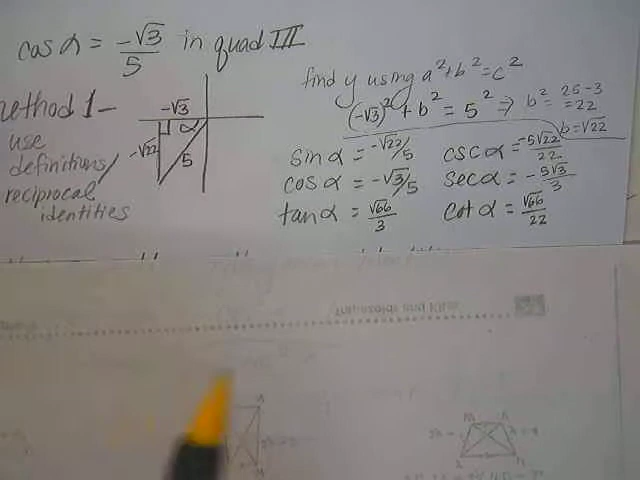 cos α = -√3/5 in quad III
method 1 -
use
definitions/
reciprocal
identities
-√3
-√22
α
5
find y using a² + b² = c²
(-√3)² + b² = 5² ⇒ b² = 25 - 3
= 22
b = √22
sin α = -√22/5 csc α = -5√22/22
cos α = -√3/5 sec α = -5√3/3
tan α = √66/3 cot α = √66/22